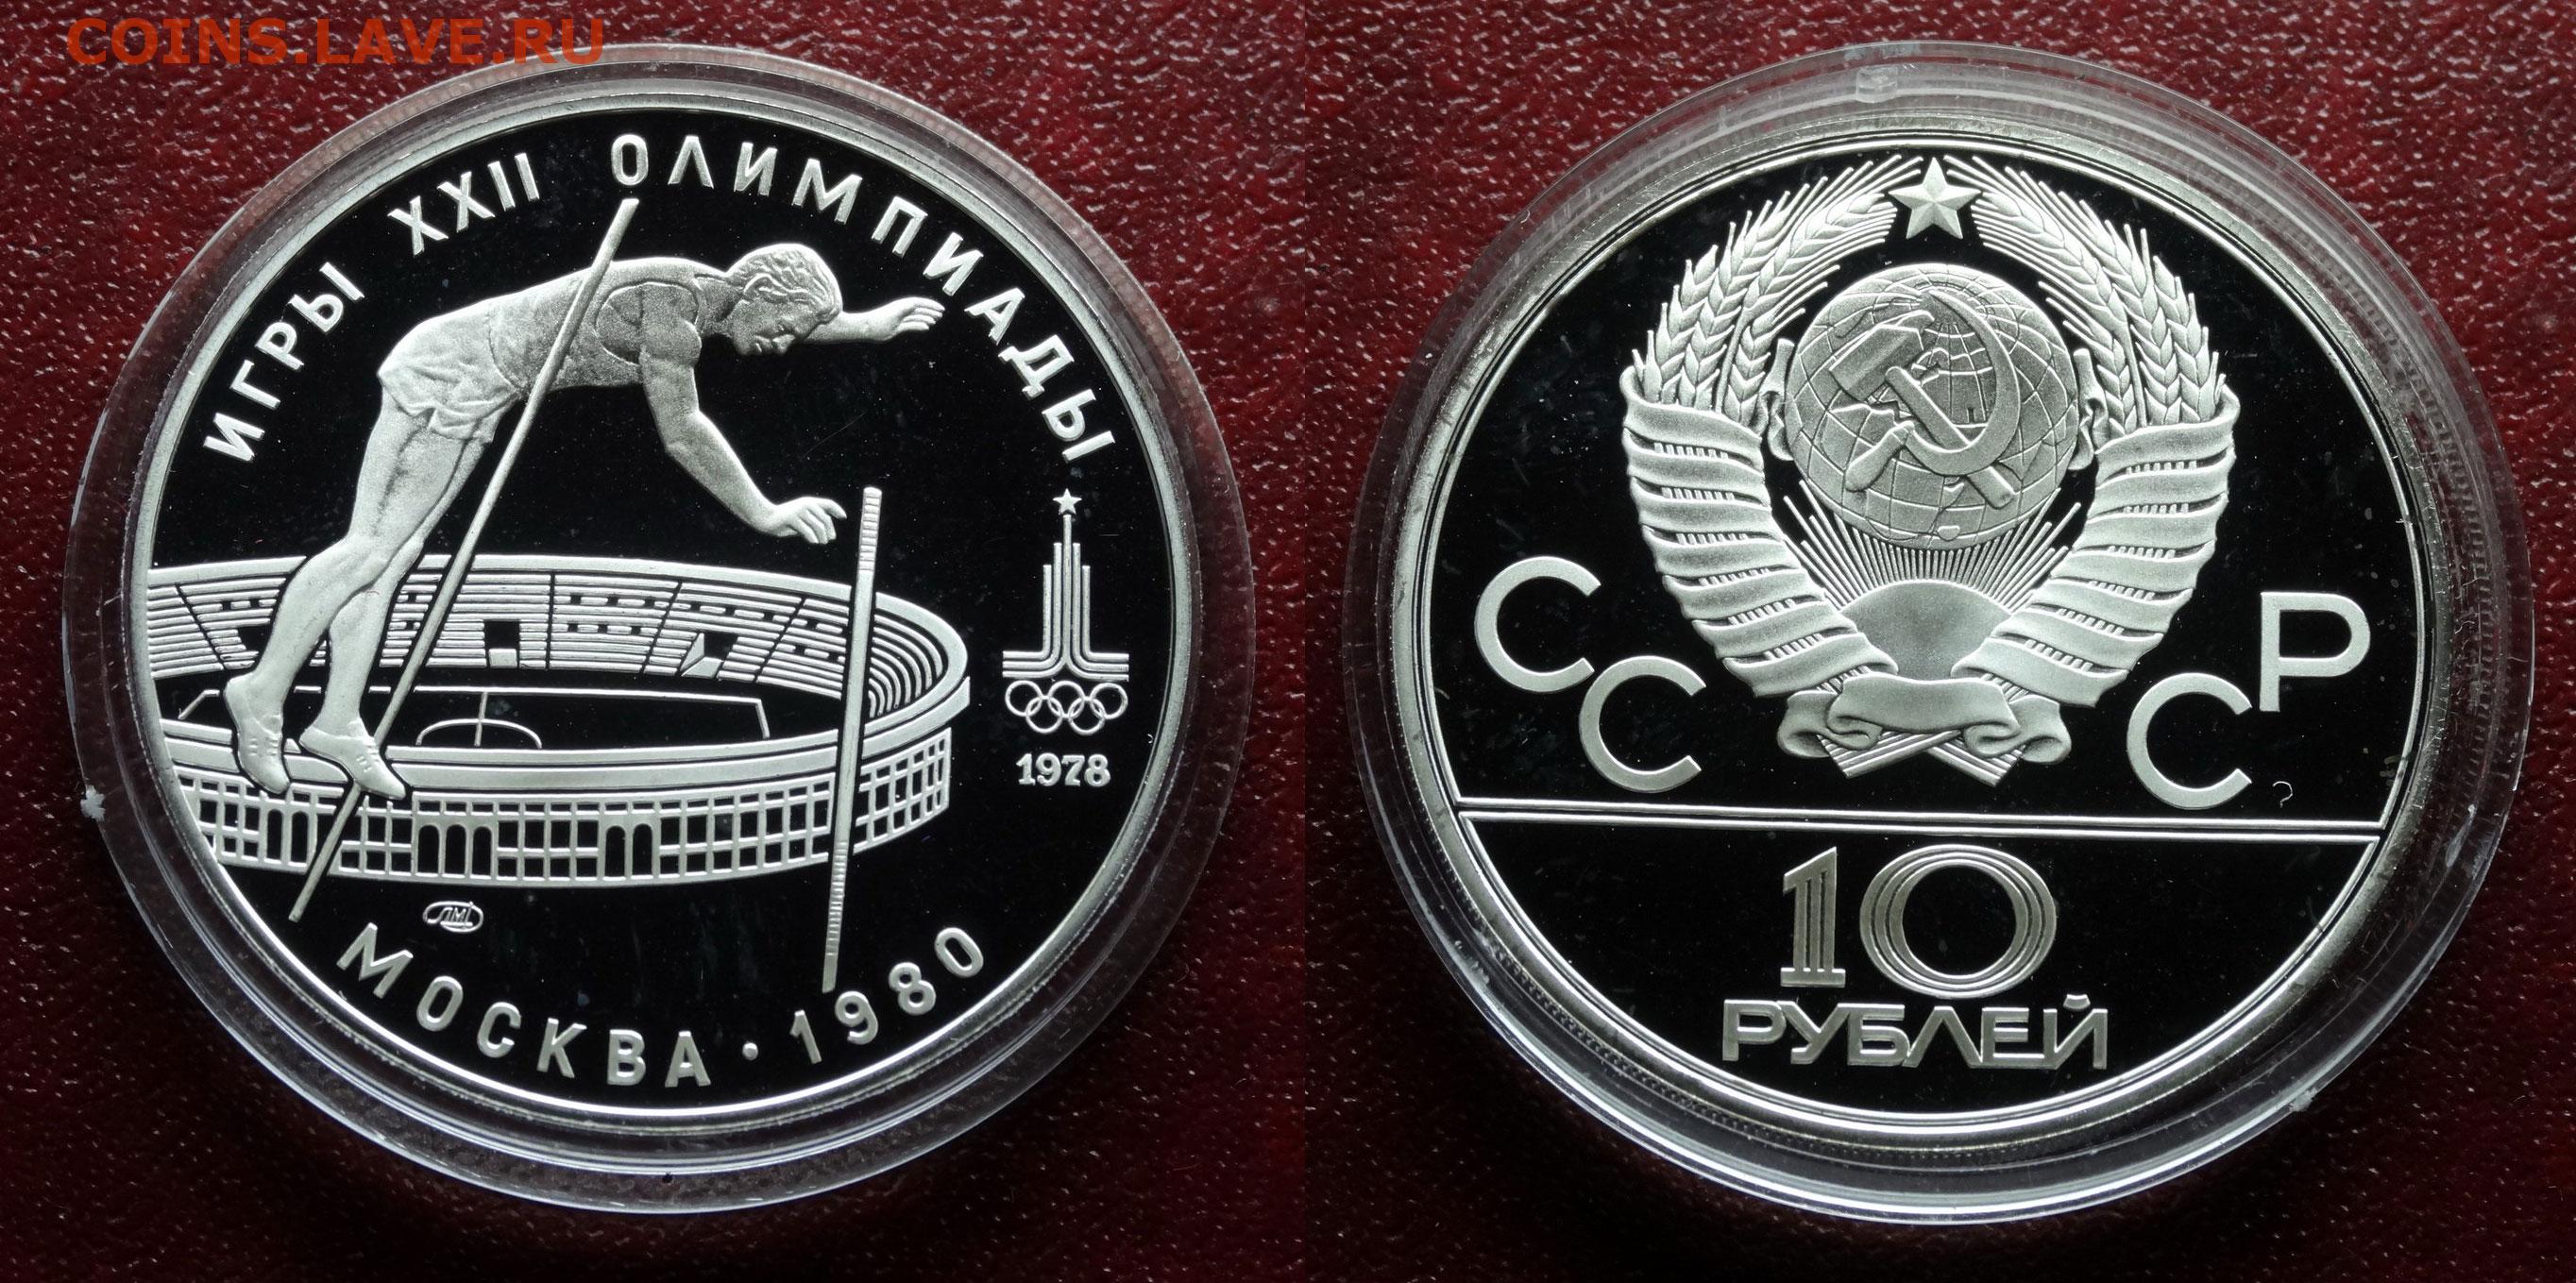 COINS.LAVE.RU
ИГРЫ XXII ОЛИМПИАДЫ
1978
ЛМД
МОСКВА · 1980
СССР
10
РУБЛЕЙ